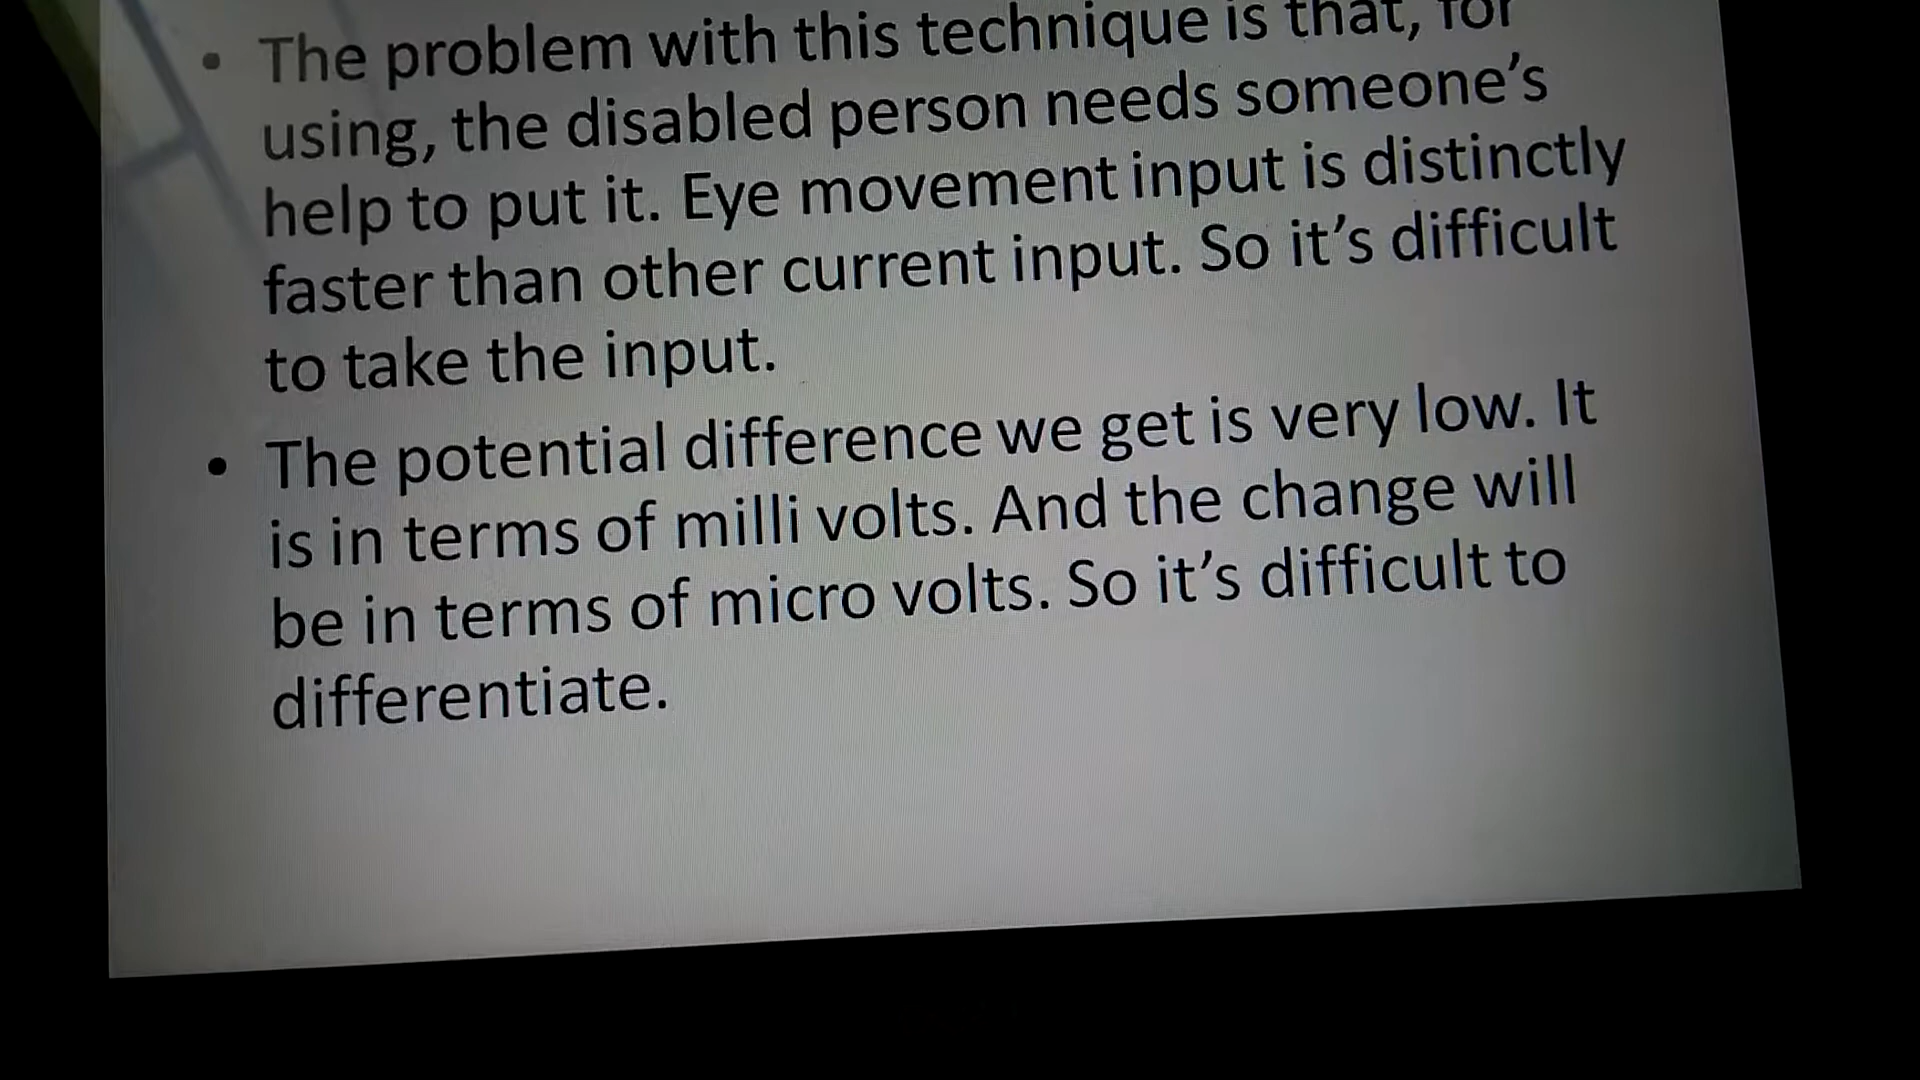 • The problem with this technique is that, for
using, the disabled person needs someone's
help to put it. Eye movement input is distinctly
faster than other current input. So it's difficult
to take the input.
• The potential difference we get is very low. It
is in terms of milli volts. And the change will
be in terms of micro volts. So it's difficult to
differentiate.